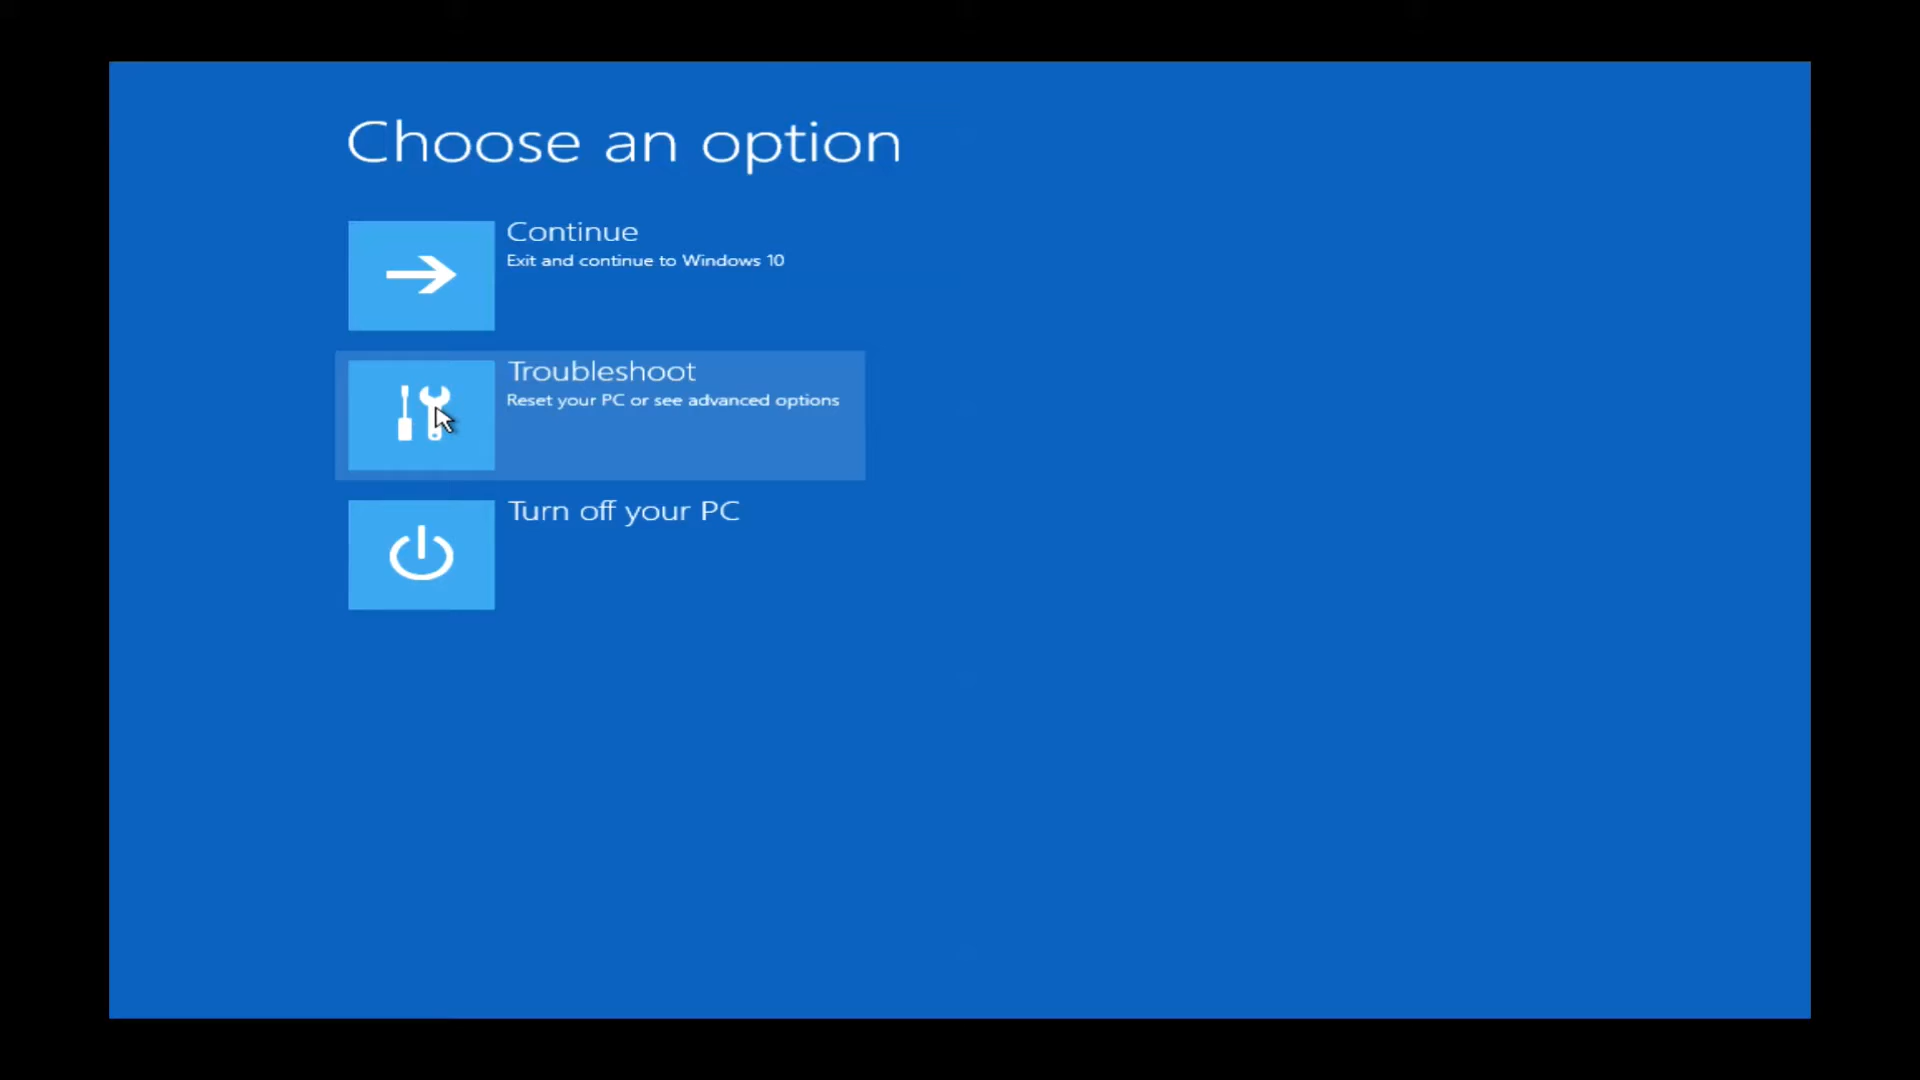 Choose an option
Continue
Exit and continue to Windows 10
Troubleshoot
Reset your PC or see advanced options
Turn off your PC